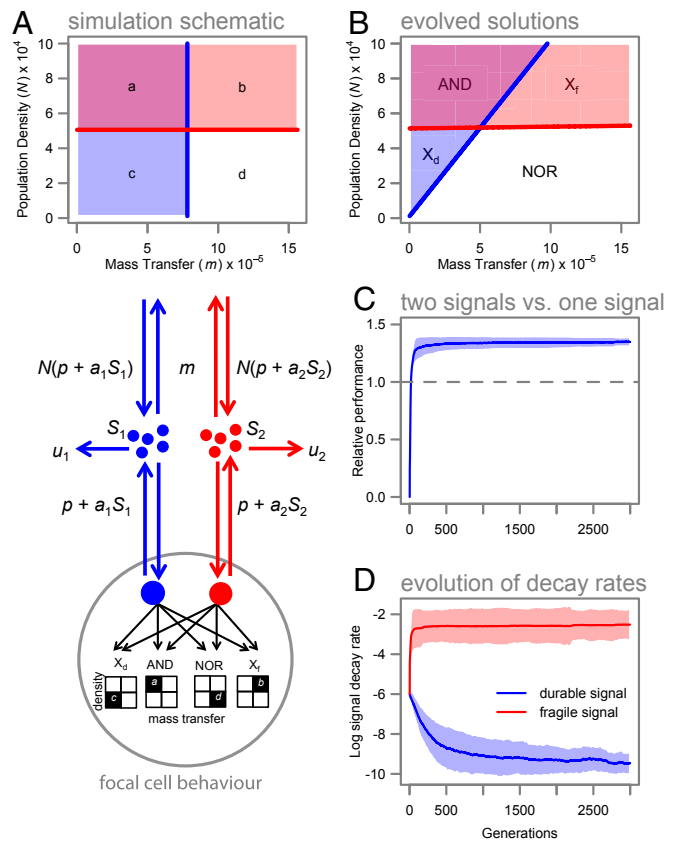 A simulation schematic
Population Density (N) x 10⁴
10
8
6
4
2
0
a
b
c
d
0
5
10
15
Mass Transfer (m) x 10⁻⁵
B evolved solutions
Population Density (N) x 10⁴
10
8
6
4
2
0
AND
X_f
X_d
NOR
0
5
10
15
Mass Transfer (m) x 10⁻⁵
N(p + a₁S₁)
m
N(p + a₂S₂)
S₁
S₂
u₁
u₂
p + a₁S₁
p + a₂S₂
X_d
AND
NOR
X_f
density
c
a
d
b
mass transfer
focal cell behaviour
C two signals vs. one signal
Relative performance
1.5
1.0
0.5
0.0
0
500
1500
2500
D evolution of decay rates
Log signal decay rate
-2
-4
-6
-8
-10
durable signal
fragile signal
0
500
1500
2500
Generations